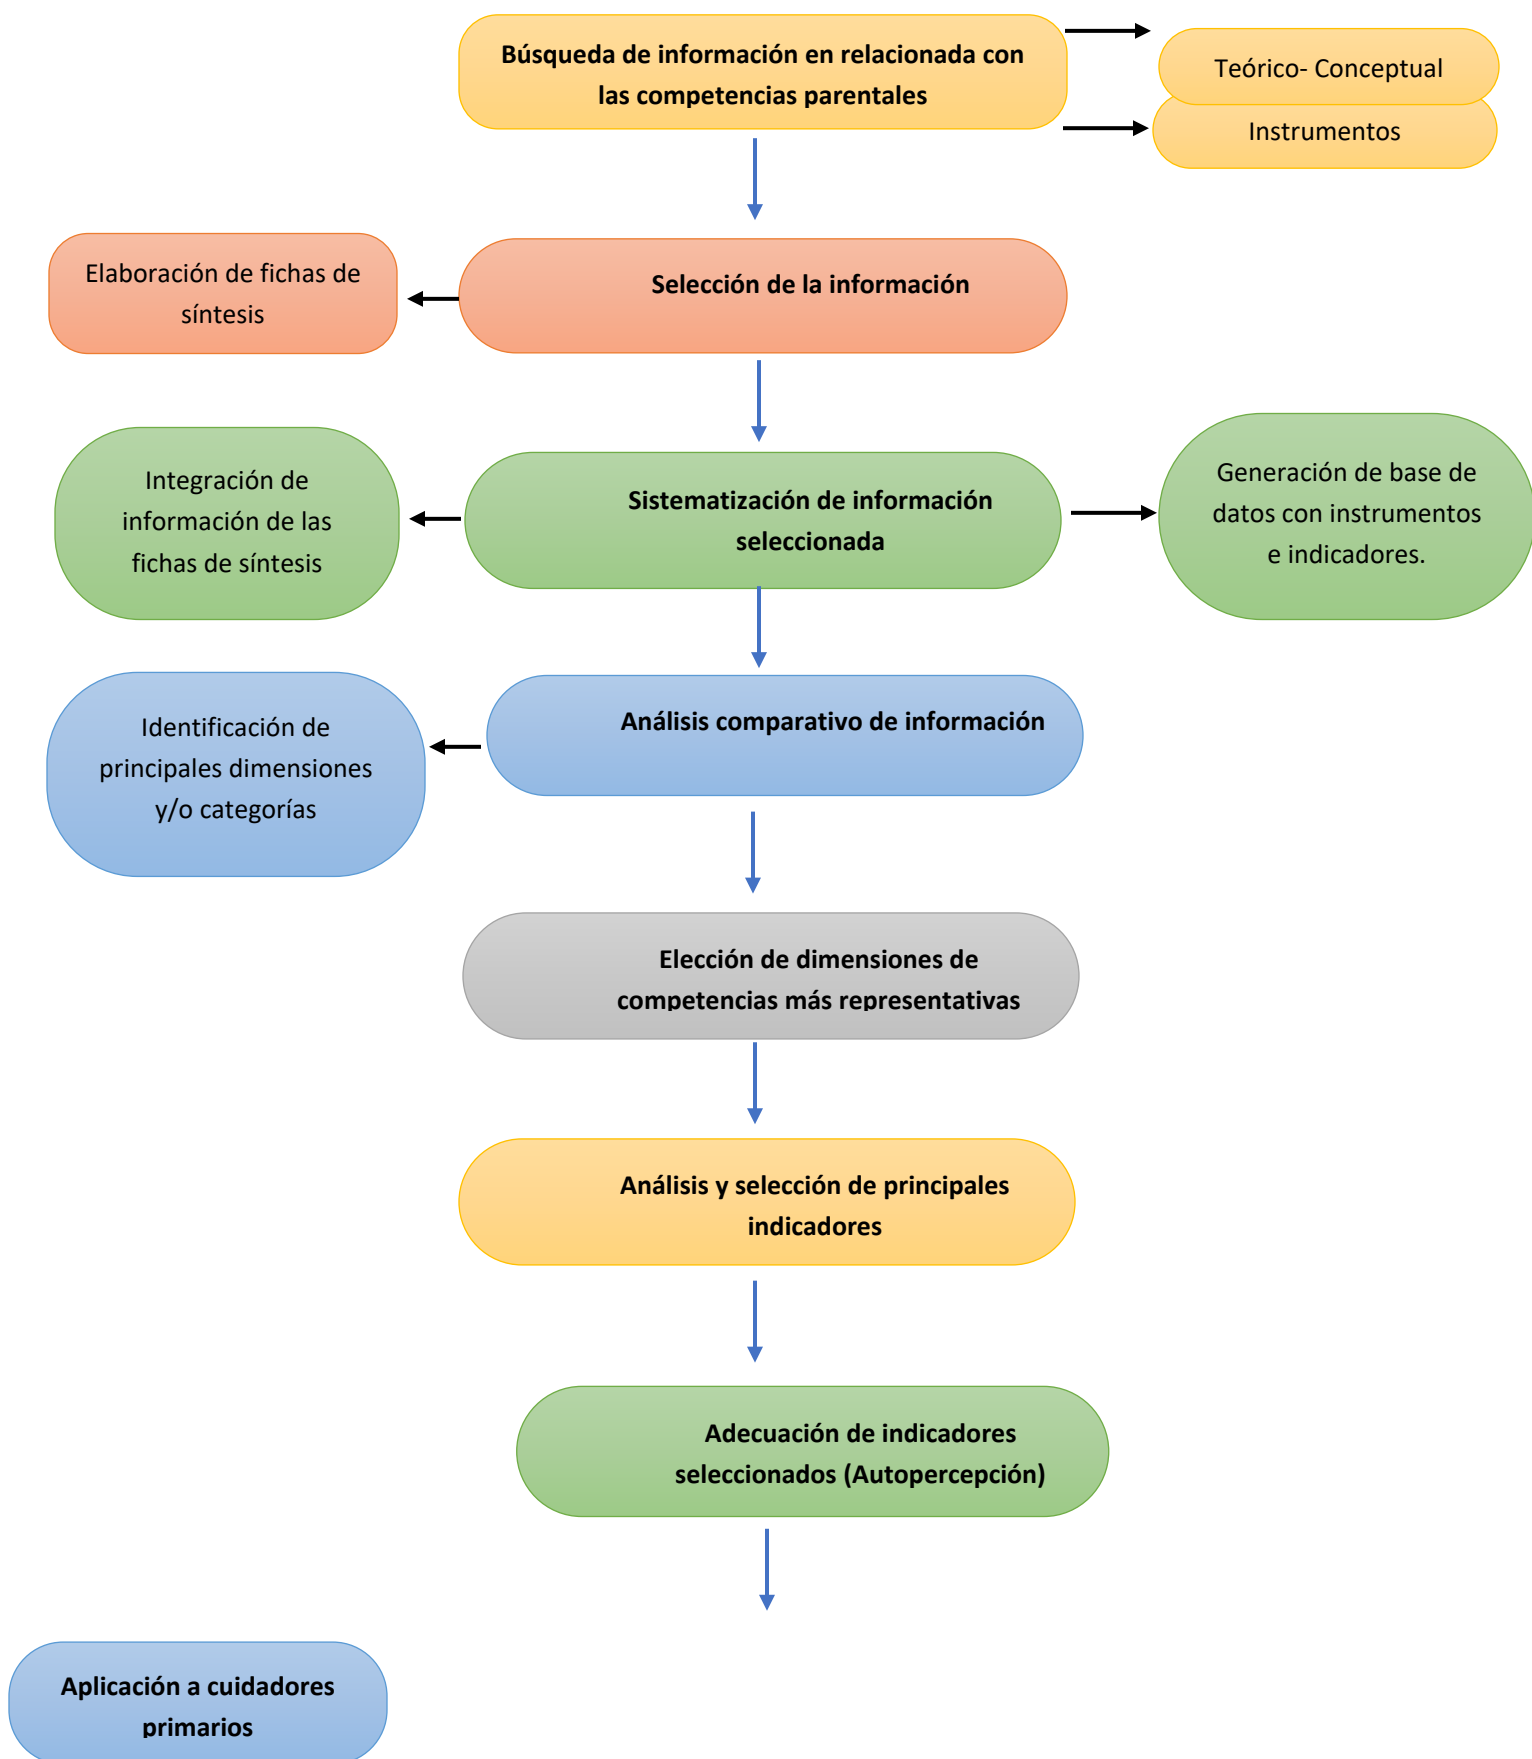 Búsqueda de información en relacionada con
las competencias parentales
Teórico- Conceptual
Instrumentos
Elaboración de fichas de
síntesis
Selección de la información
Integración de
información de las
fichas de síntesis
Sistematización de información
seleccionada
Generación de base de
datos con instrumentos
e indicadores.
Identificación de
principales dimensiones
y/o categorías
Análisis comparativo de información
Elección de dimensiones de
competencias más representativas
Análisis y selección de principales
indicadores
Adecuación de indicadores
seleccionados (Autopercepción)
Aplicación a cuidadores
primarios